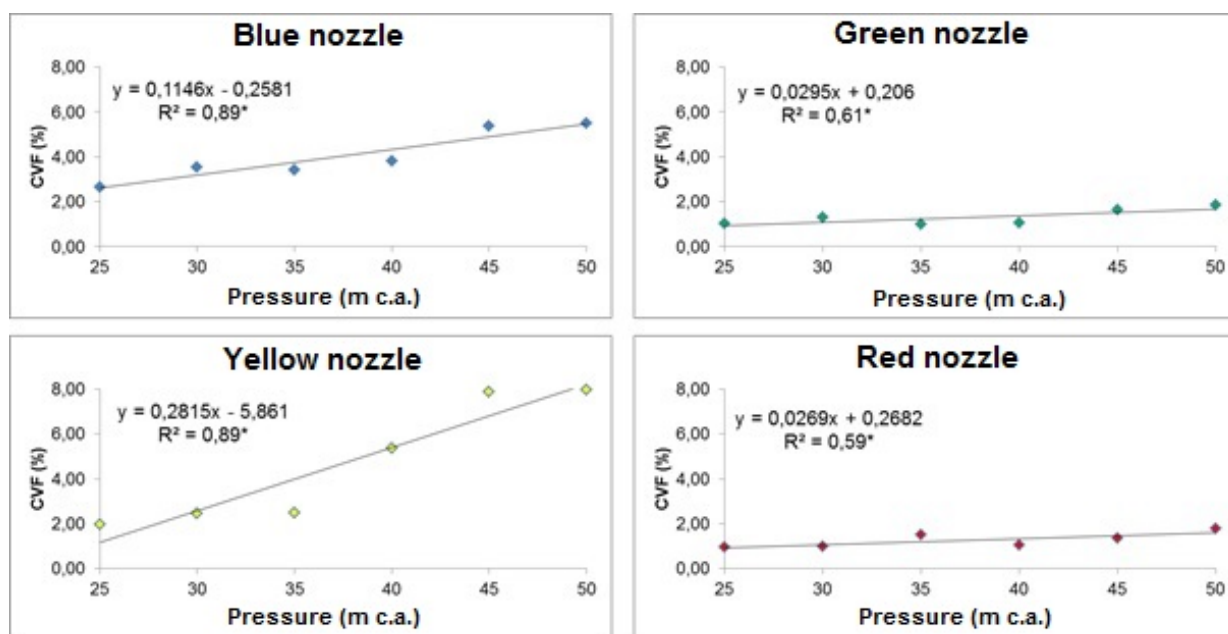 Blue nozzle
y = 0,1146x - 0,2581
R² = 0,89*
CVF (%)
8,00
6,00
4,00
2,00
0,00
25 30 35 40 45 50
Pressure (m c.a.)
Green nozzle
y = 0,0295x + 0,206
R² = 0,61*
CVF (%)
8,00
6,00
4,00
2,00
0,00
25 30 35 40 45 50
Pressure (m c.a.)
Yellow nozzle
y = 0,2815x - 5,861
R² = 0,89*
CVF (%)
8,00
6,00
4,00
2,00
0,00
25 30 35 40 45 50
Pressure (m c.a.)
Red nozzle
y = 0,0269x + 0,2682
R² = 0,59*
CVF (%)
8,00
6,00
4,00
2,00
0,00
25 30 35 40 45 50
Pressure (m c.a.)